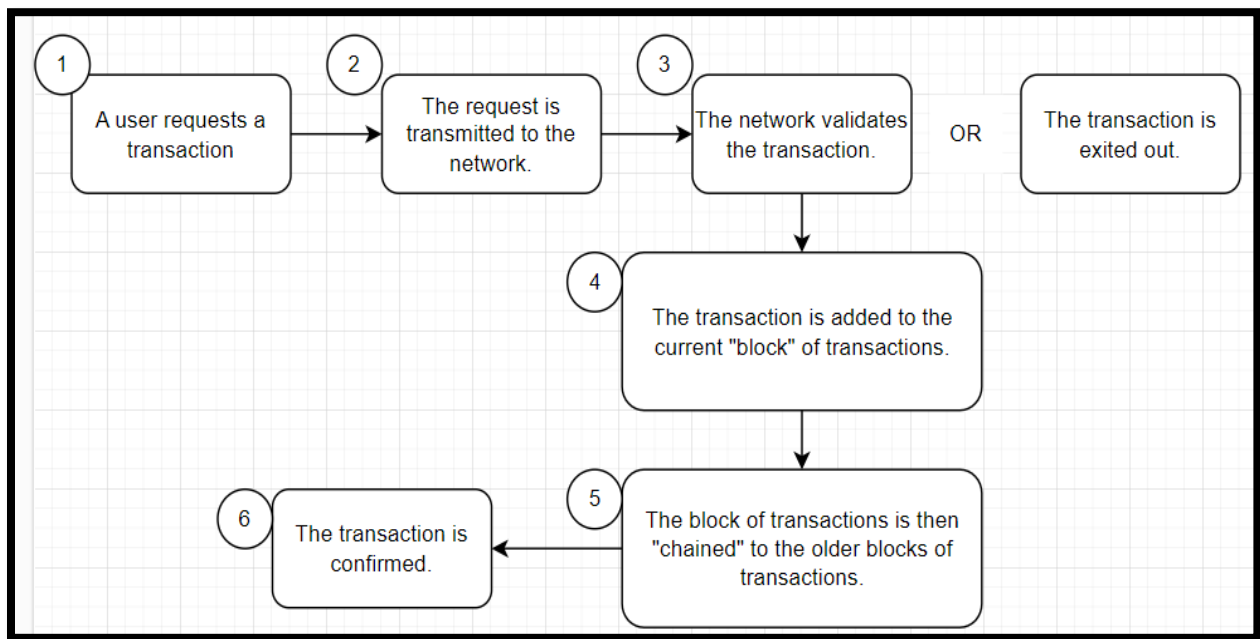 1
A user requests a
transaction
2
The request is
transmitted to the
network.
3
The network validates
the transaction.
OR
The transaction is
exited out.
4
The transaction is added to the
current "block" of transactions.
5
The block of transactions is then
"chained" to the older blocks of
transactions.
6
The transaction is
confirmed.